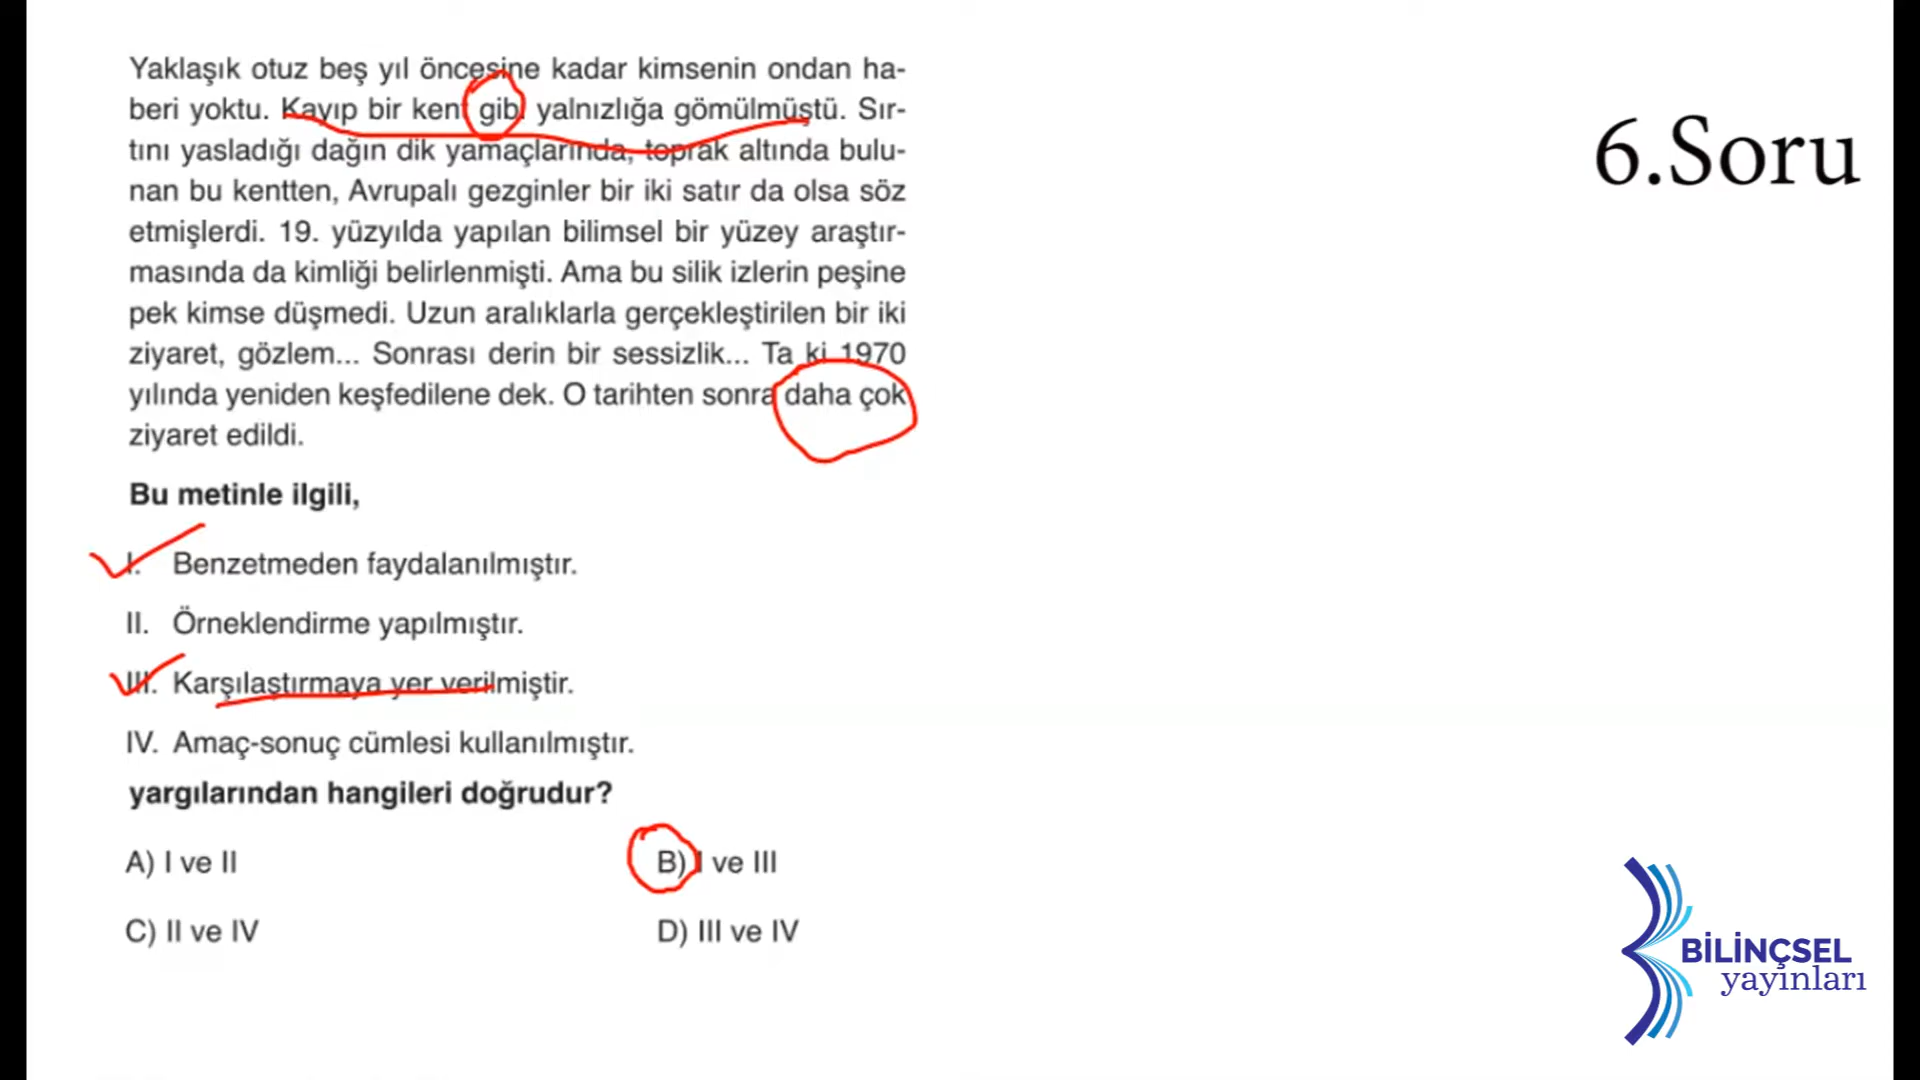 Yaklaşık otuz beş yıl öncesine kadar kimsenin ondan ha-
beri yoktu. Kayıp bir kent gibi yalnızlığa gömülmüştü. Sır-
tını yasladığı dağın dik yamaçlarında, toprak altında bulu-
nan bu kentten, Avrupalı gezginler bir iki satır da olsa söz
etmişlerdi. 19. yüzyılda yapılan bilimsel bir yüzey araştır-
masında da kimliği belirlenmişti. Ama bu silik izlerin peşine
pek kimse düşmedi. Uzun aralıklarla gerçekleştirilen bir iki
ziyaret, gözlem... Sonrası derin bir sessizlik... Ta ki 1970
yılında yeniden keşfedilene dek. O tarihten sonra daha çok
ziyaret edildi.
Bu metinle ilgili,
I. Benzetmeden faydalanılmıştır.
II. Örneklendirme yapılmıştır.
III. Karşılaştırmaya yer verilmiştir.
IV. Amaç-sonuç cümlesi kullanılmıştır.
yargılarından hangileri doğrudur?
A) I ve II
B) I ve III
C) II ve IV
D) III ve IV
6.Soru
BİLİNÇSEL
yayınları